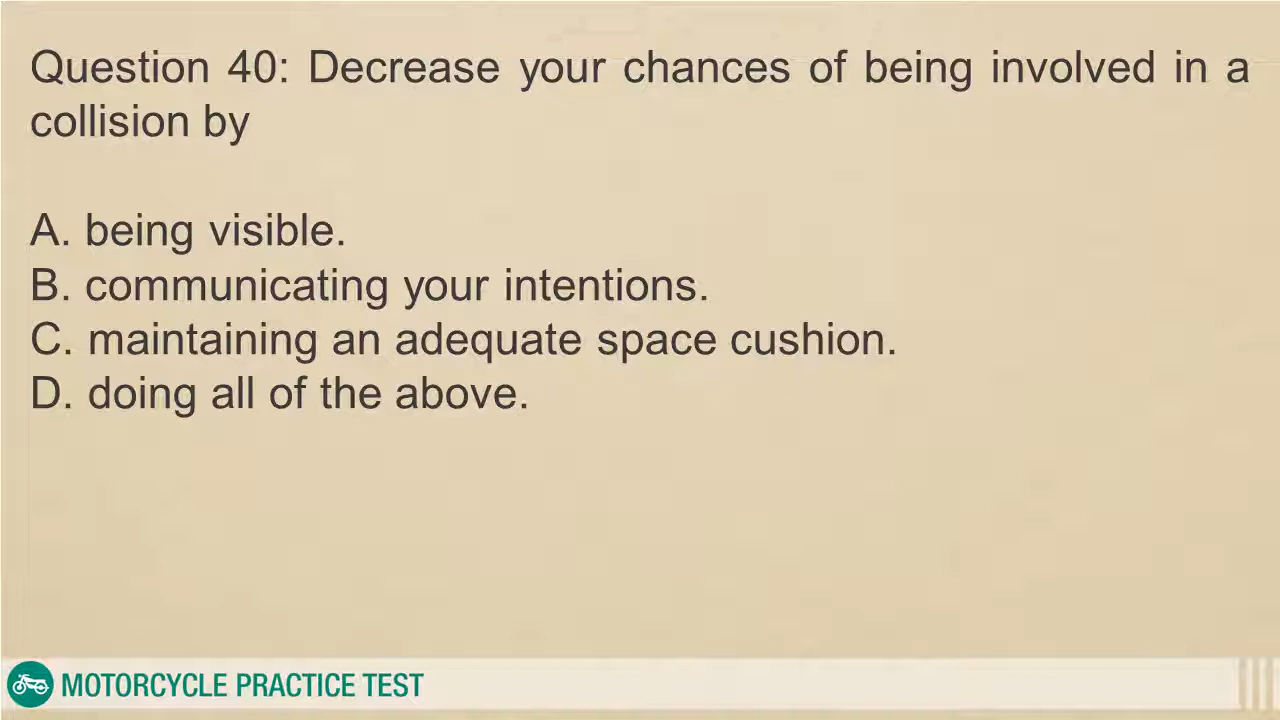 Question 40: Decrease your chances of being involved in a
collision by
A. being visible.
B. communicating your intentions.
C. maintaining an adequate space cushion.
D. doing all of the above.
MOTORCYCLE PRACTICE TEST